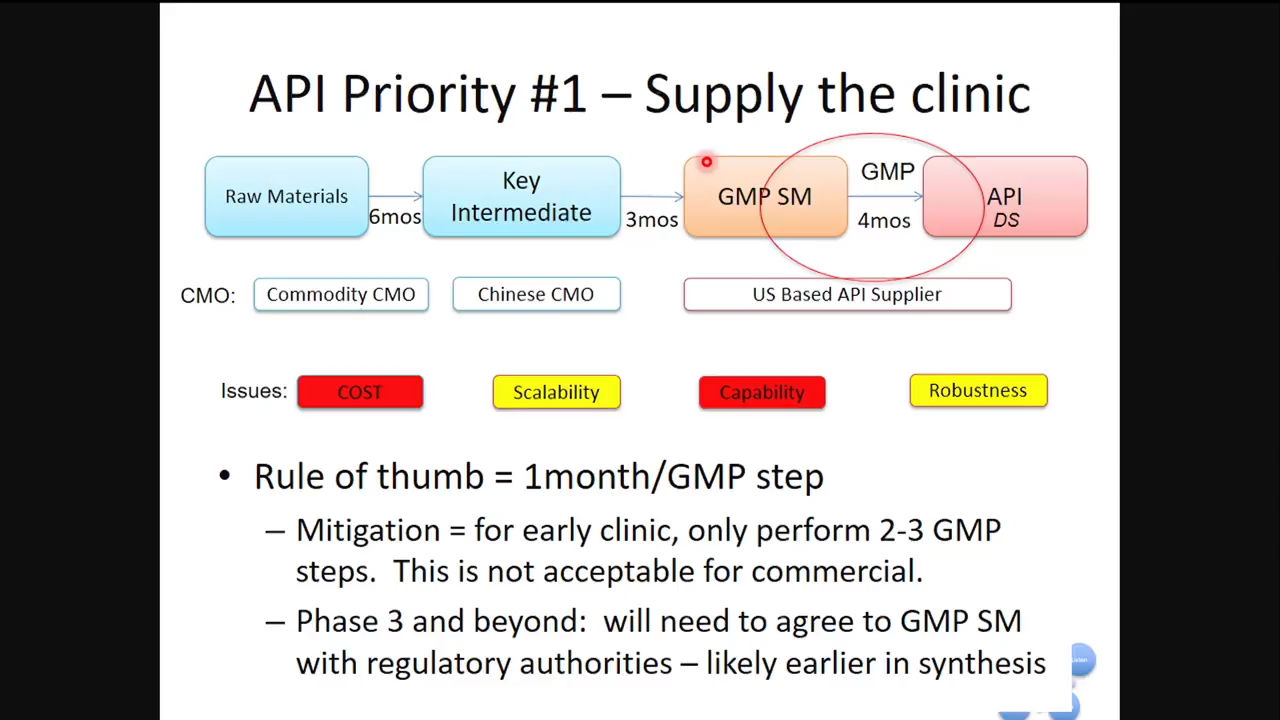 API Priority #1 – Supply the clinic
Raw Materials
6mos
Key
Intermediate
3mos
GMP SM
GMP
4mos
API
DS
CMO:
Commodity CMO
Chinese CMO
US Based API Supplier
Issues:
COST
Scalability
Capability
Robustness
• Rule of thumb = 1month/GMP step
– Mitigation = for early clinic, only perform 2-3 GMP
steps. This is not acceptable for commercial.
– Phase 3 and beyond: will need to agree to GMP SM
with regulatory authorities – likely earlier in synthesis